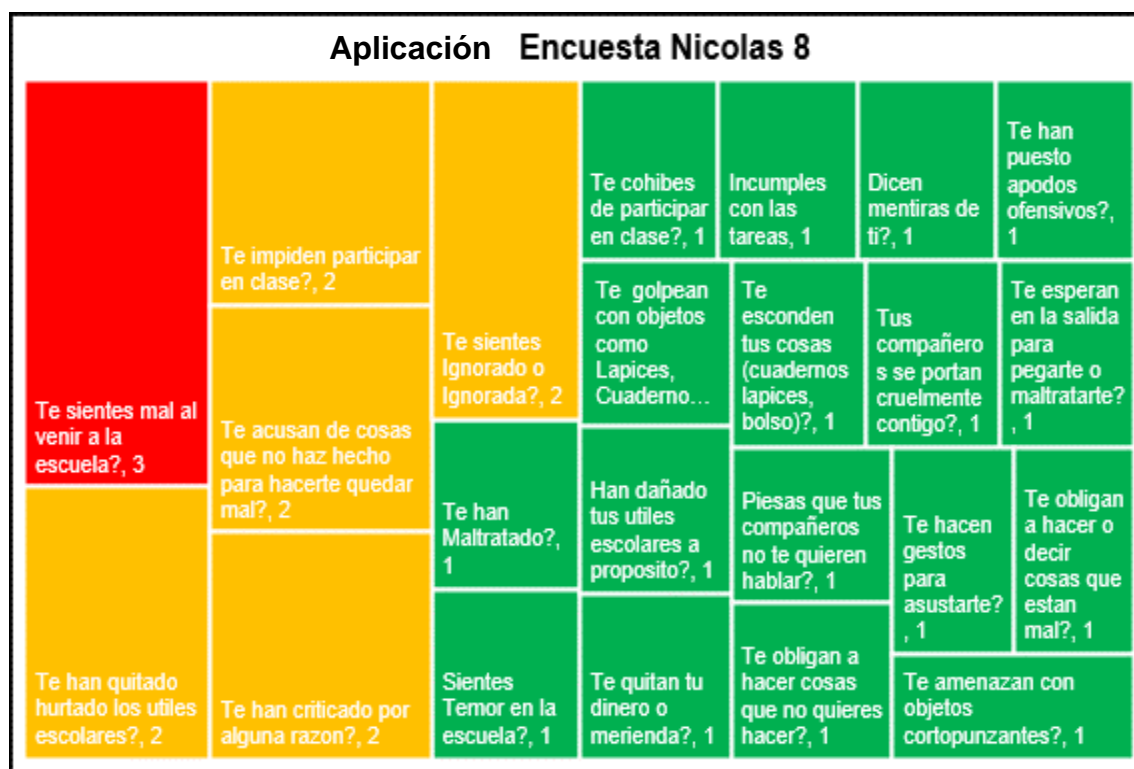 Aplicación Encuesta Nicolas 8
Te sientes mal al
venir a la
escuela?, 3
Te han quitado
hurtado los utiles
escolares?, 2
Te impiden participar
en clase?, 2
Te acusan de cosas
que no haz hecho
para hacerte quedar
mal?, 2
Te han criticado por
alguna razon?, 2
Te sientes
Ignorado o
Ignorada?, 2
Te han
Maltratado?,
1
Sientes
Temor en la
escuela?, 1
Te cohibes
de participar
en clase?, 1
Incumples
con las
tareas, 1
Dicen
mentiras de
ti?, 1
Te han
puesto
apodos
ofensivos?,
1
Te golpean
con objetos
como
Lapices,
Cuaderno...
Te
esconden
tus cosas
(cuadernos
lapices,
bolso)?, 1
Tus
compañero
s se portan
cruelmente
contigo?, 1
Te esperan
en la salida
para
pegarte o
maltratarte?
, 1
Han dañado
tus utiles
escolares a
proposito?, 1
Piesas que tus
compañeros
no te quieren
hablar?, 1
Te hacen
gestos
para
asustarte?
, 1
Te obligan
a hacer o
decir
cosas que
estan
mal?, 1
Te quitan tu
dinero o
merienda?, 1
Te obligan a
hacer cosas
que no quieres
hacer?, 1
Te amenazan con
objetos
cortopunzantes?, 1